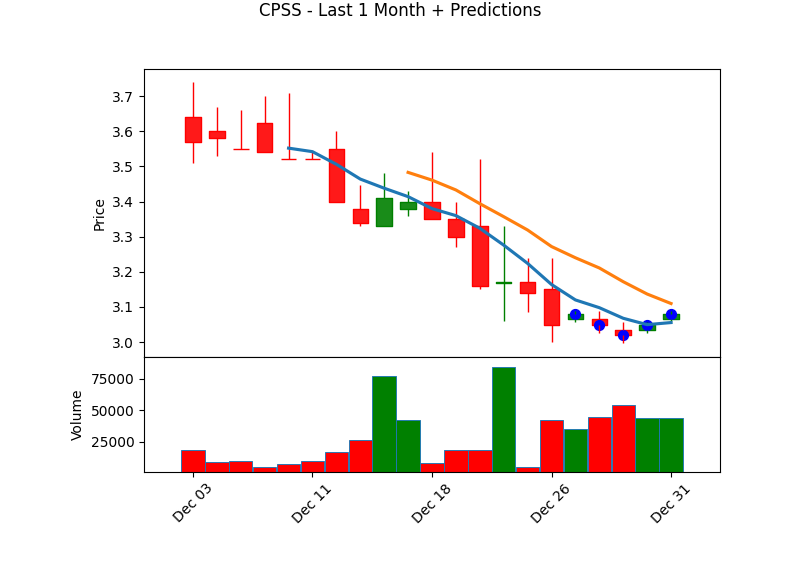 CPSS - Last 1 Month + Predictions
3.7
3.6
3.5
3.4
3.3
3.2
3.1
3.0
Price
75000
50000
25000
Volume
Dec 03
Dec 11
Dec 18
Dec 26
Dec 31